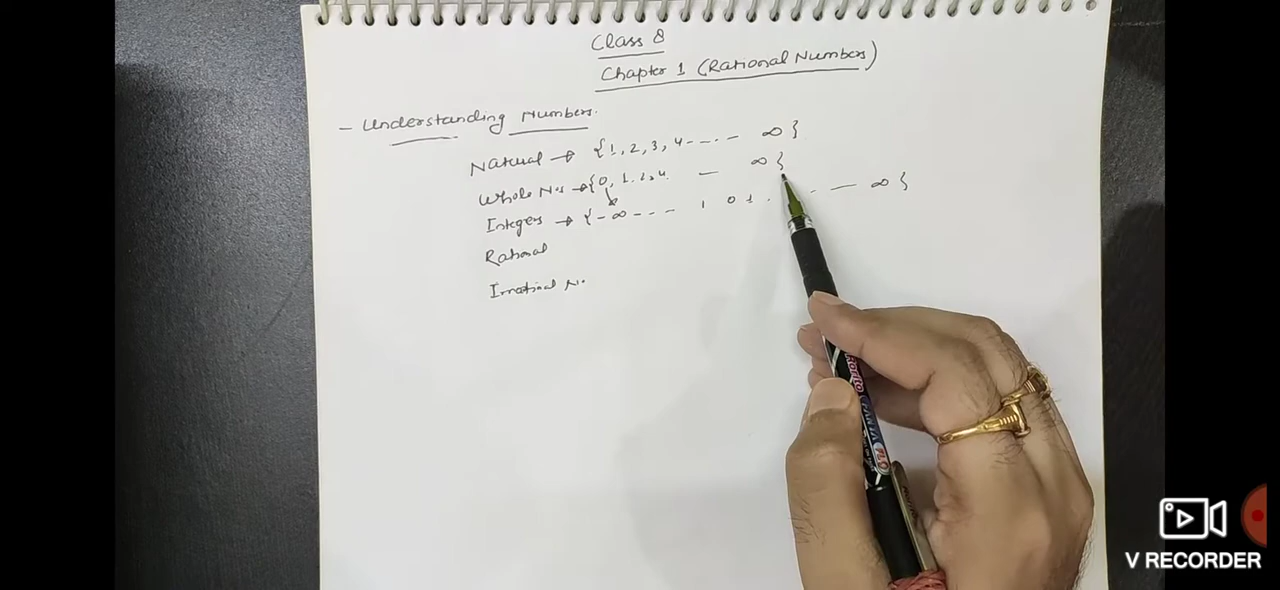 Class 8
Chapter 1 (Rational Numbers)
- Understanding Numbers.
Natural → {1, 2, 3, 4 - - . - ∞ }
Whole No.s → {0, 1, 2, 4. — ∞ }
Integers → { - ∞ - - - 1 0 1 . . . — ∞ }
Rational
Irrational No.
V RECORDER